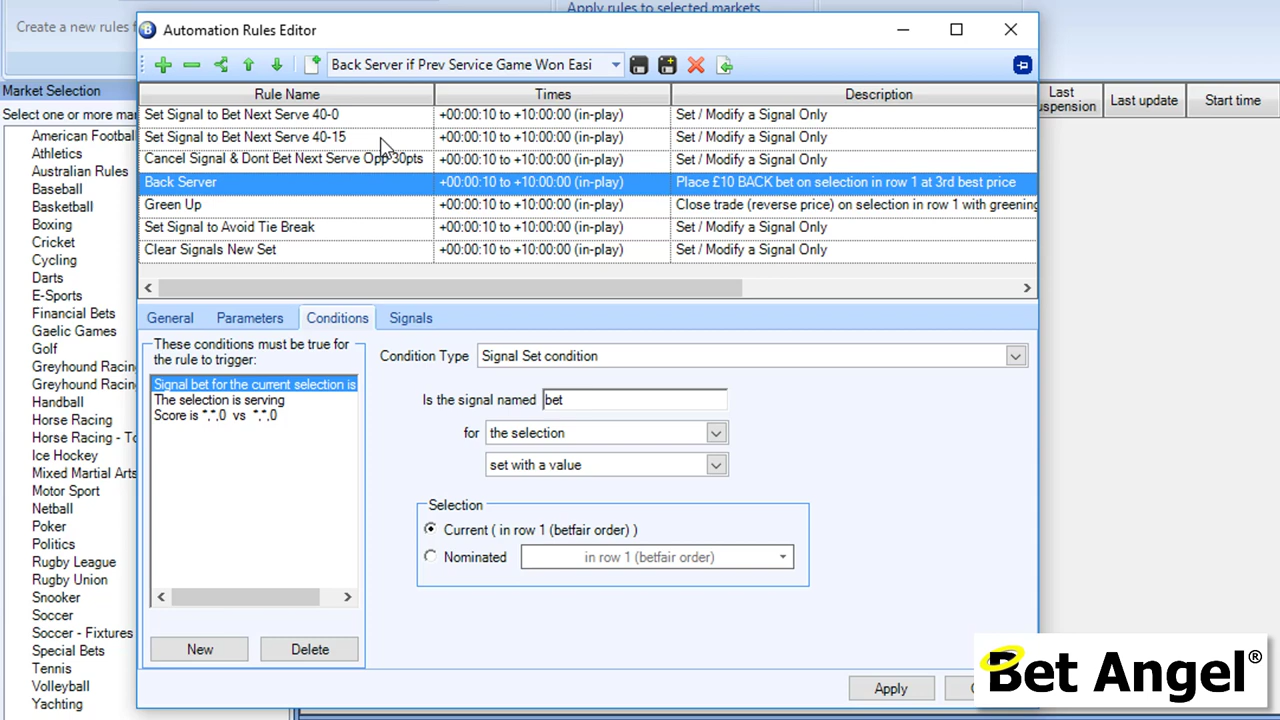 Create a new rules f
Apply rules to selected markets
Automation Rules Editor
Back Server if Prev Service Game Won Easi
Market Selection
Select one or more mar
American Footbal
Athletics
Australian Rules
Baseball
Basketball
Boxing
Cricket
Cycling
Darts
E-Sports
Financial Bets
Gaelic Games
Golf
Greyhound Racin
Greyhound Racin
Handball
Horse Racing
Horse Racing - To
Ice Hockey
Mixed Martial Arts
Motor Sport
Netball
Poker
Politics
Rugby League
Rugby Union
Snooker
Soccer
Soccer - Fixtures
Special Bets
Tennis
Volleyball
Yachting
Rule Name Times Description
Set Signal to Bet Next Serve 40-0 +00:00:10 to +10:00:00 (in-play) Set / Modify a Signal Only
Set Signal to Bet Next Serve 40-15 +00:00:10 to +10:00:00 (in-play) Set / Modify a Signal Only
Cancel Signal & Dont Bet Next Serve Opp 30pts +00:00:10 to +10:00:00 (in-play) Set / Modify a Signal Only
Back Server +00:00:10 to +10:00:00 (in-play) Place £10 BACK bet on selection in row 1 at 3rd best price
Green Up +00:00:10 to +10:00:00 (in-play) Close trade (reverse price) on selection in row 1 with greening
Set Signal to Avoid Tie Break +00:00:10 to +10:00:00 (in-play) Set / Modify a Signal Only
Clear Signals New Set +00:00:10 to +10:00:00 (in-play) Set / Modify a Signal Only
General Parameters Conditions Signals
These conditions must be true for
the rule to trigger:
Signal bet for the current selection is
The selection is serving
Score is *,*,0 vs *,*,0
New Delete
Condition Type Signal Set condition
Is the signal named bet
for the selection
set with a value
Selection
Current ( in row 1 (betfair order) )
Nominated in row 1 (betfair order)
Apply
Last
uspension
Last update
Start time
Bet Angel®